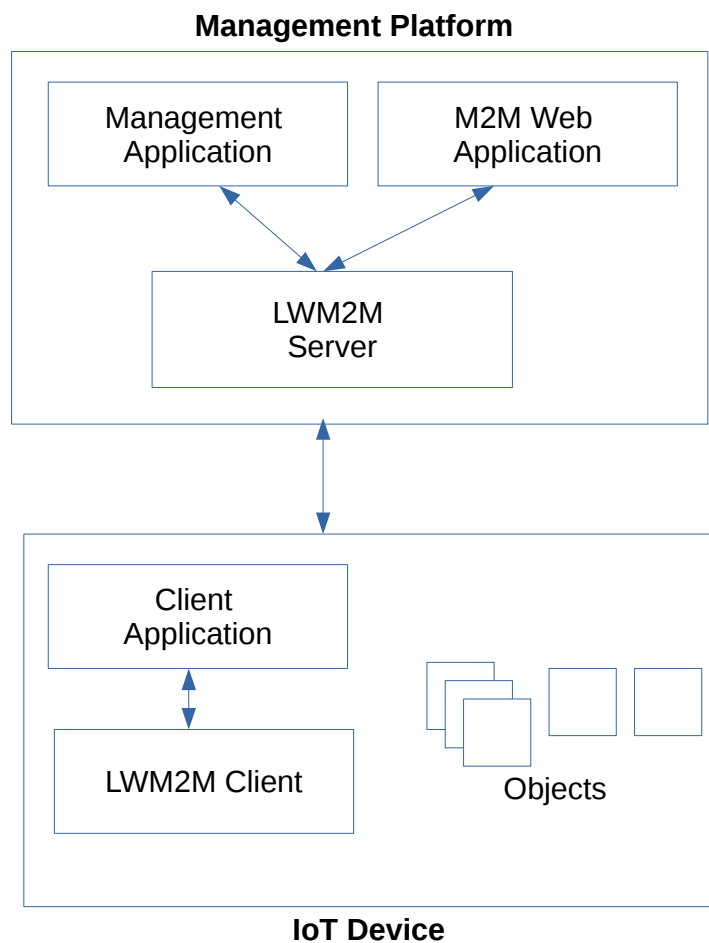 Management Platform
Management
Application
M2M Web
Application
LWM2M
Server
Client
Application
LWM2M Client
Objects
IoT Device